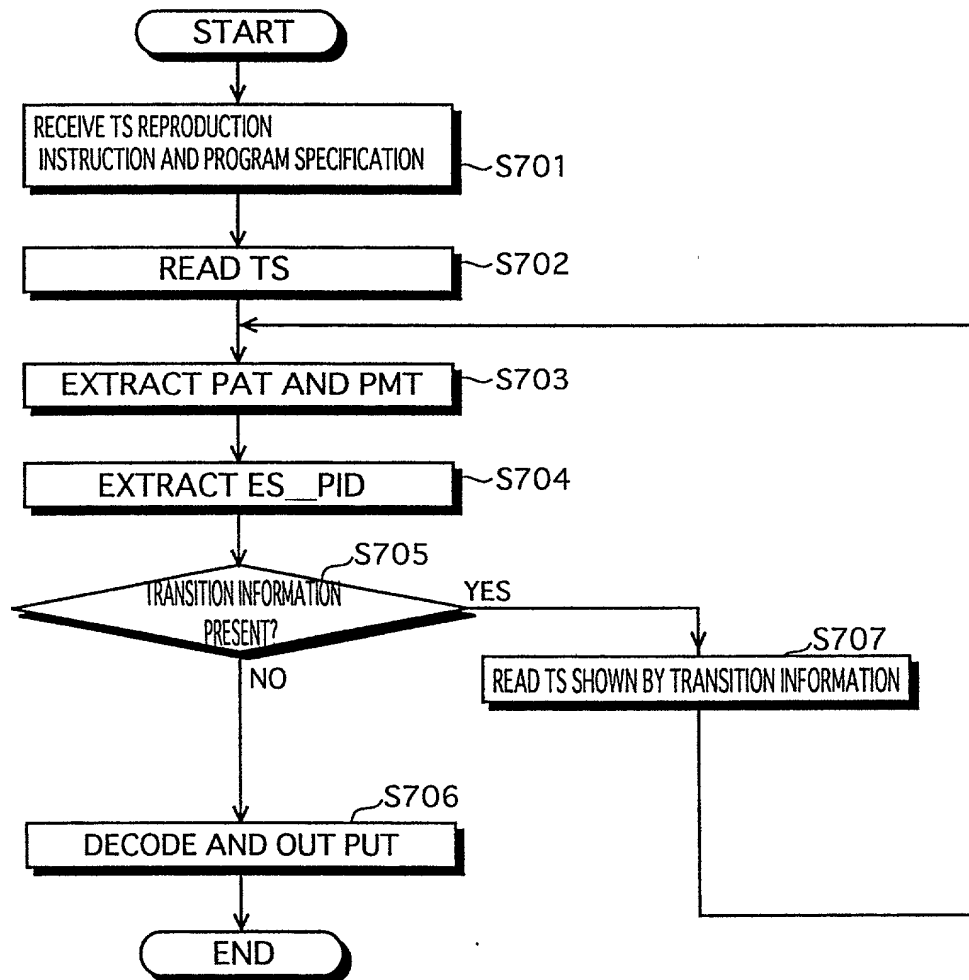 START
RECEIVE TS REPRODUCTION
INSTRUCTION AND PROGRAM SPECIFICATION
S701
READ TS
S702
EXTRACT PAT AND PMT
S703
EXTRACT ES__PID
S704
S705
TRANSITION INFORMATION
PRESENT?
YES
NO
S707
READ TS SHOWN BY TRANSITION INFORMATION
S706
DECODE AND OUT PUT
END